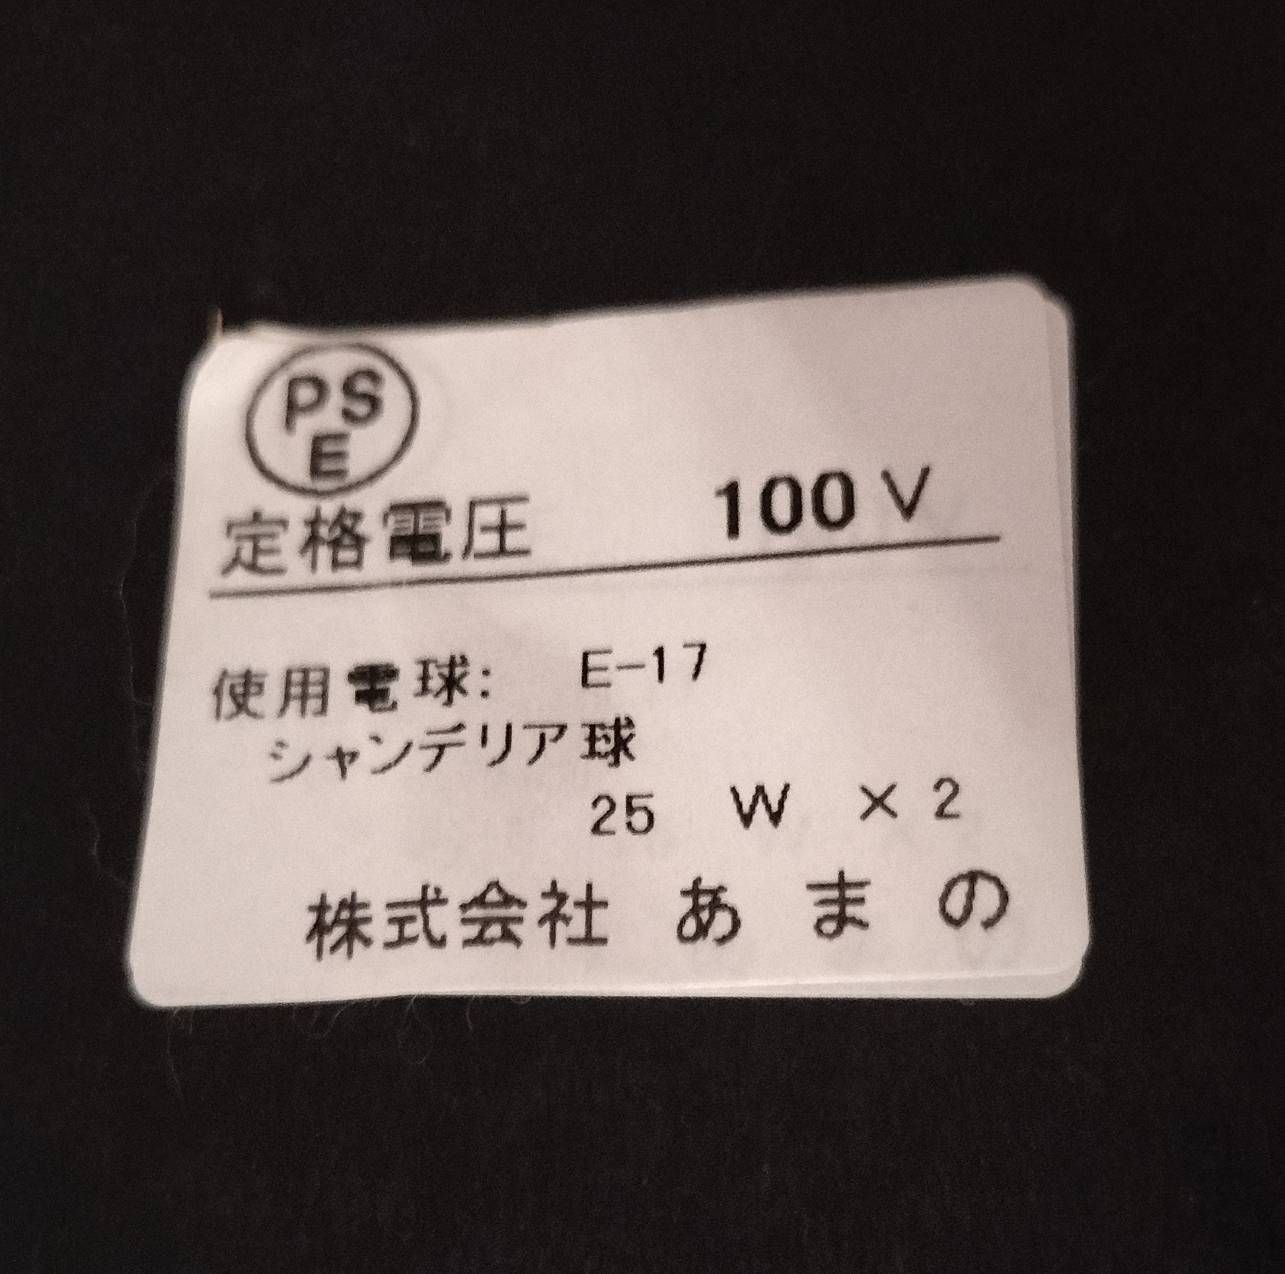 PS
E
定格電圧 100 V
使用電球: E-17
シャンデリア球
25 W × 2
株式会社 あまの